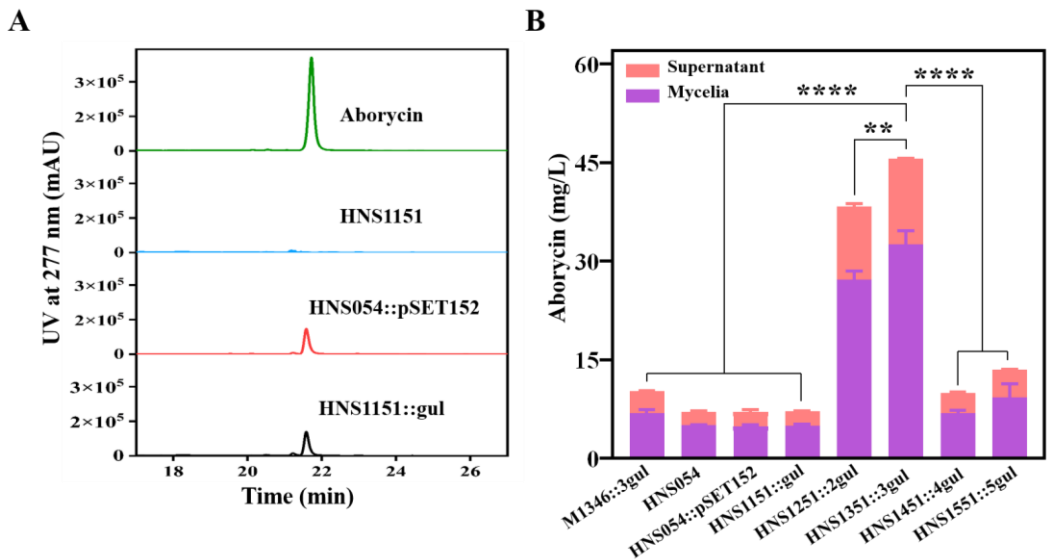 A
UV at 277 nm (mAU)
3×10⁵
2×10⁵
0
Aborycin
3×10⁵
2×10⁵
0
HNS1151
3×10⁵
2×10⁵
0
HNS054::pSET152
3×10⁵
2×10⁵
0
HNS1151::gul
18 20 22 24 26
Time (min)
B
Aborycin (mg/L)
60
45
30
15
0
Supernatant
Mycelia
****
****
**
M1346::3gul
HNS054
HNS054::pSET152
HNS1151::gul
HNS1251::2gul
HNS1351::3gul
HNS1451::4gul
HNS1551::5gul